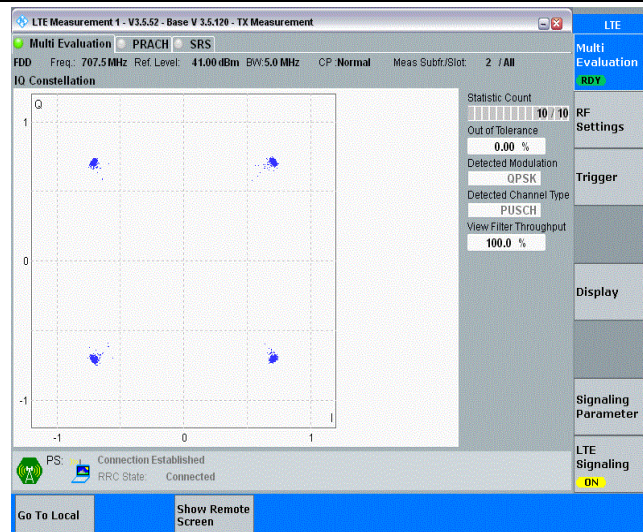 LTE Measurement 1 - V3.5.52 - Base V 3.5.120 - TX Measurement
LTE
Multi Evaluation PRACH SRS
Multi
Evaluation
RDY
FDD Freq.: 707.5 MHz Ref. Level: 41.00 dBm BW:5.0 MHz CP :Normal Meas Subfr./Slot: 2 / All
IQ Constellation
Q
1
0
-1
-1 0 1
I
Statistic Count
10 / 10
Out of Tolerance
0.00 %
Detected Modulation
QPSK
Detected Channel Type
PUSCH
View Filter Throughput
100.0 %
RF
Settings
Trigger
Display
Signaling
Parameter
LTE
Signaling
ON
PS: Connection Established
RRC State: Connected
Go To Local
Show Remote
Screen